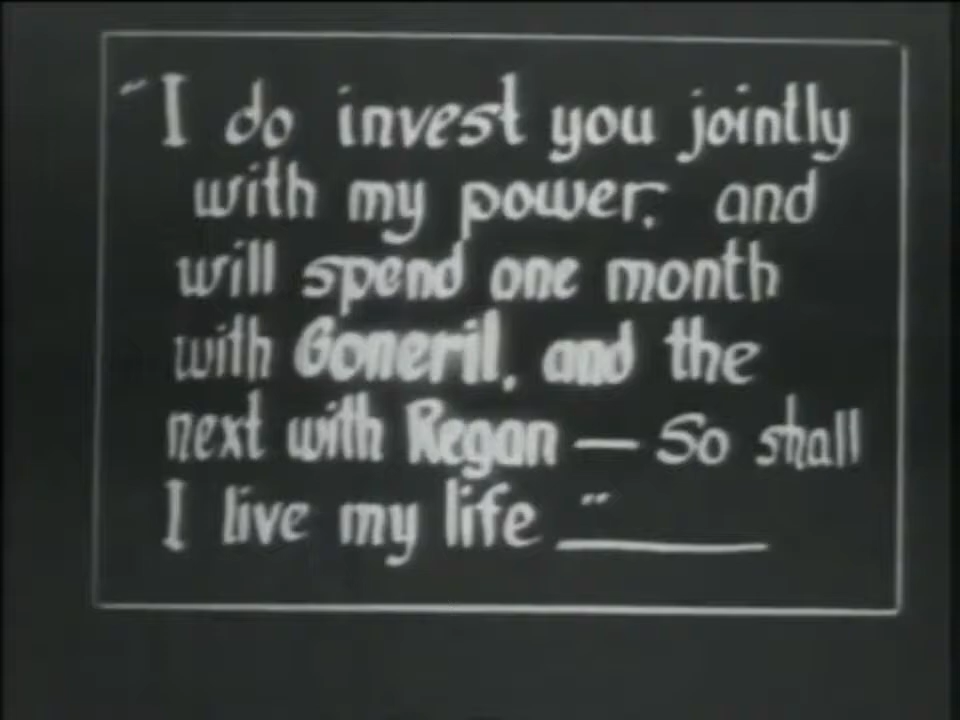 "I do invest you jointly
with my power, and
will spend one month
with Goneril, and the
next with Regan — So shall
I live my life "